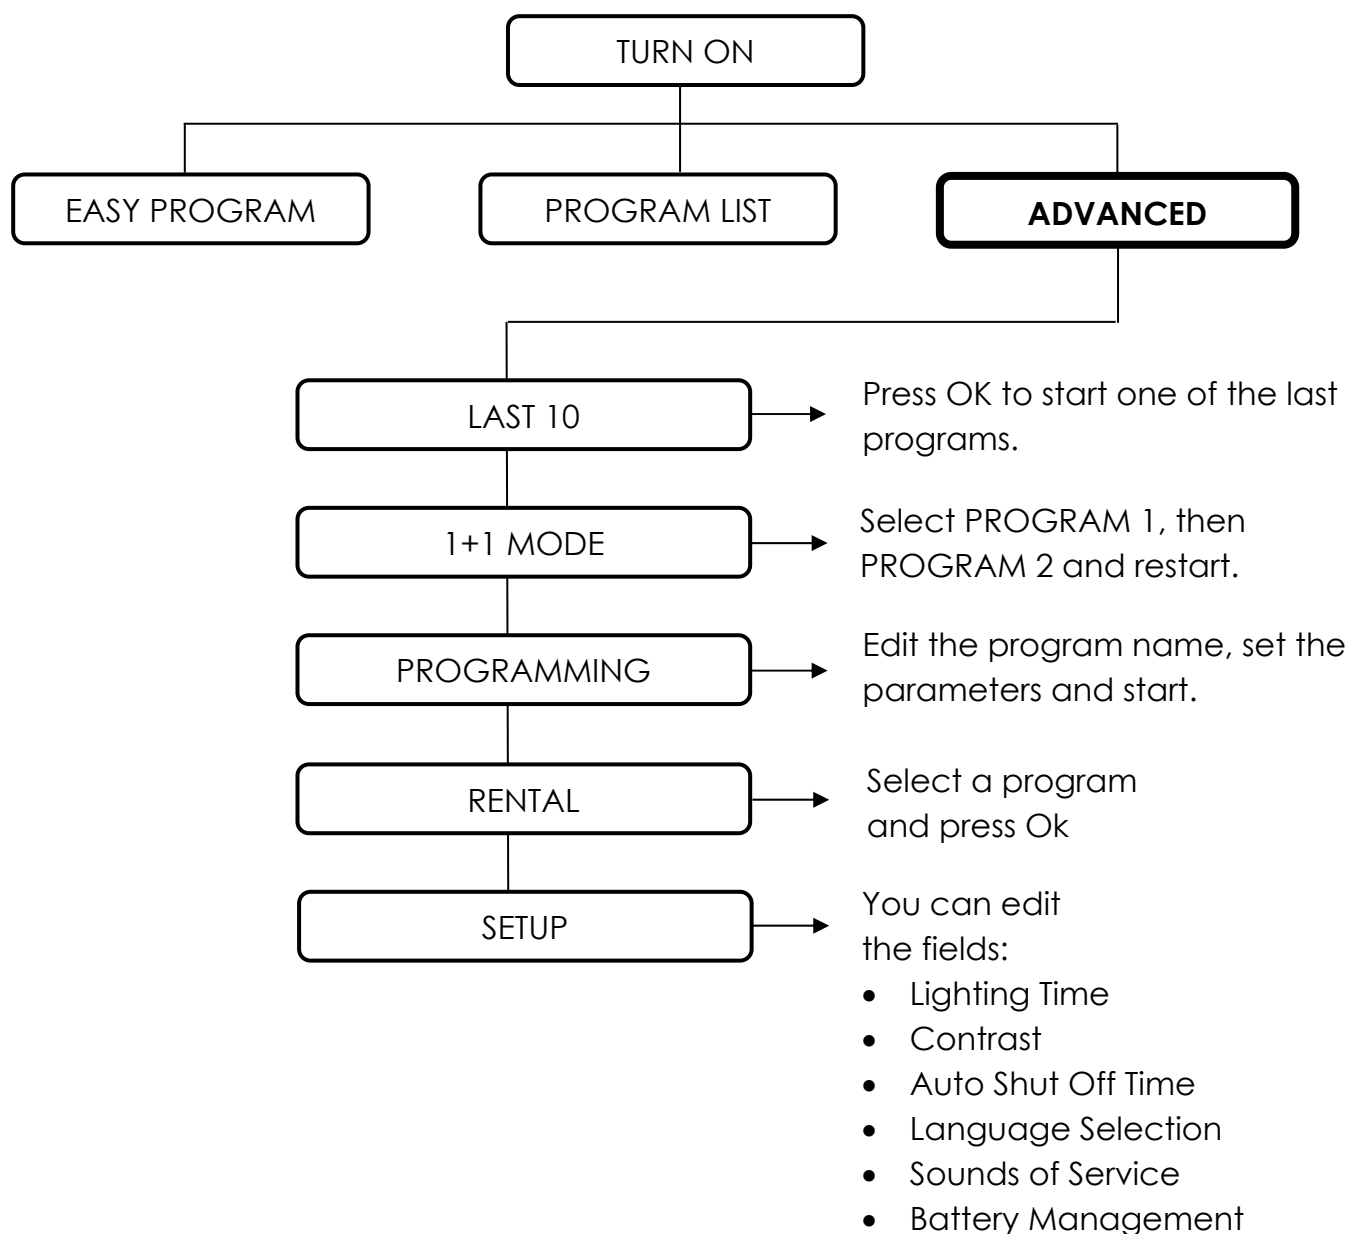 TURN ON
EASY PROGRAM
PROGRAM LIST
ADVANCED
LAST 10
Press OK to start one of the last
programs.
1+1 MODE
Select PROGRAM 1, then
PROGRAM 2 and restart.
PROGRAMMING
Edit the program name, set the
parameters and start.
RENTAL
Select a program
and press Ok
SETUP
You can edit
the fields:
• Lighting Time
• Contrast
• Auto Shut Off Time
• Language Selection
• Sounds of Service
• Battery Management